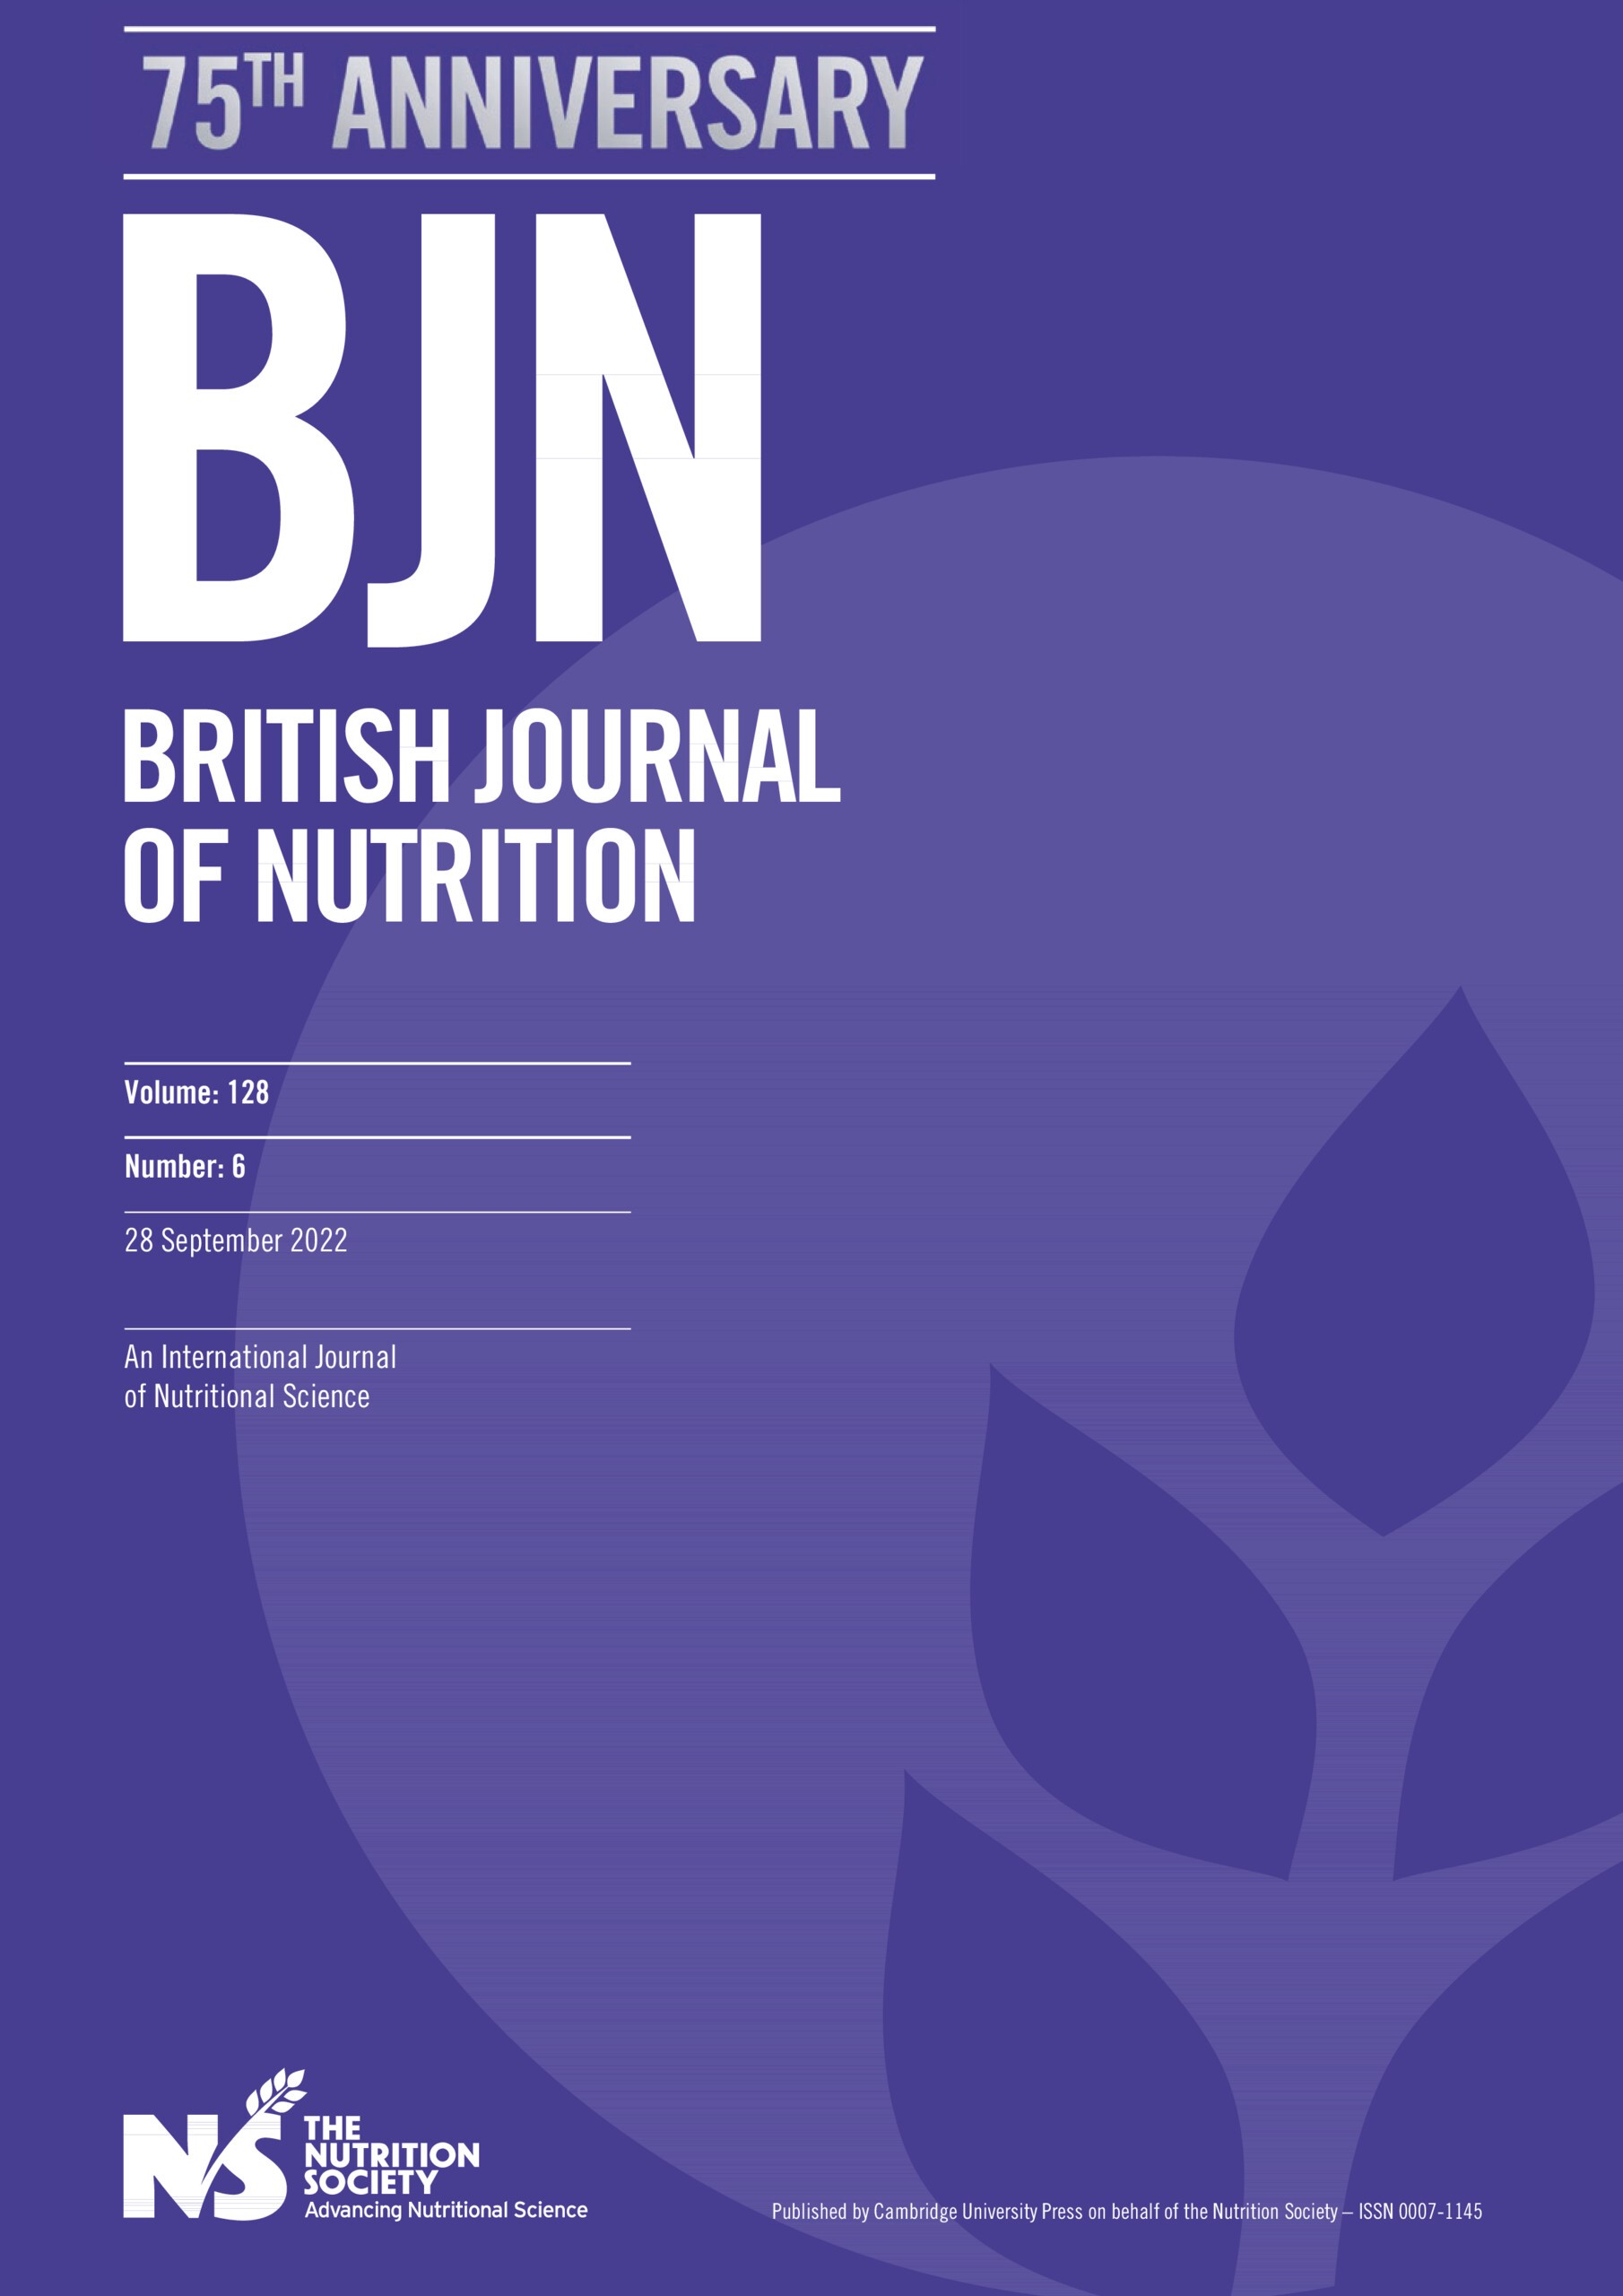 75TH ANNIVERSARY
BJN
BRITISH JOURNAL
OF NUTRITION
Volume: 128
Number: 6
28 September 2022
An International Journal
of Nutritional Science
NS
THE
NUTRITION
SOCIETY
Advancing Nutritional Science
Published by Cambridge University Press on behalf of the Nutrition Society – ISSN 0007-1145